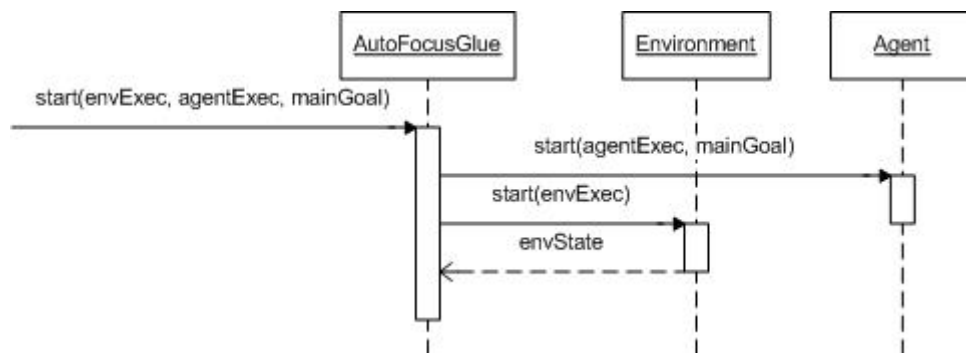 AutoFocusGlue
Environment
Agent
start(envExec, agentExec, mainGoal)
start(agentExec, mainGoal)
start(envExec)
envState